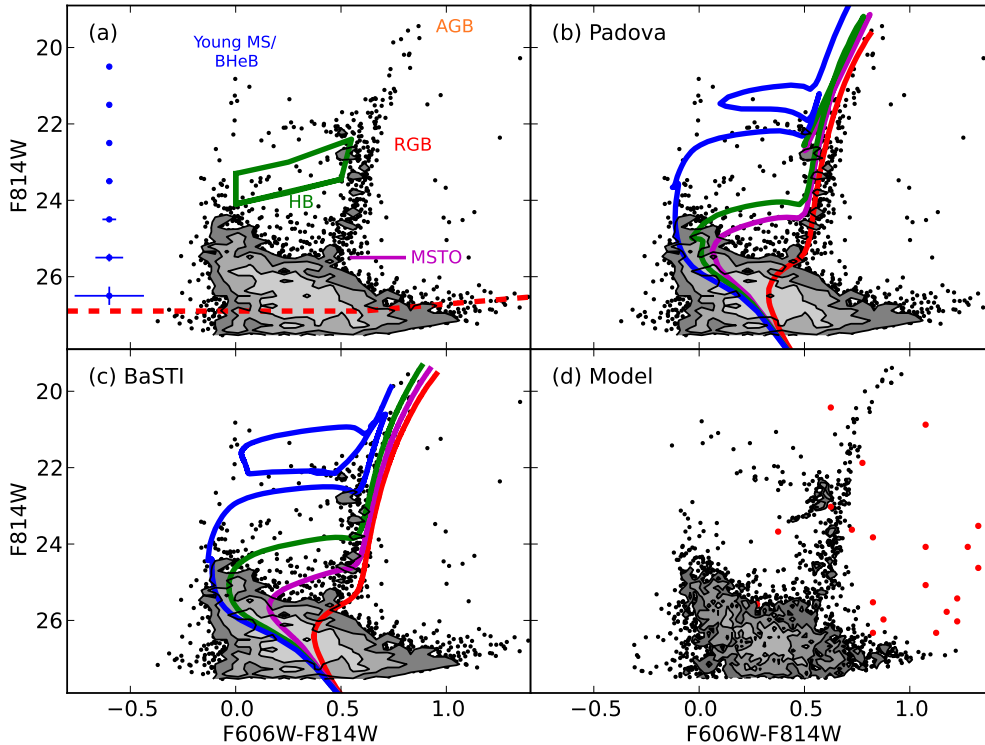 (a)
Young MS/
BHeB
AGB
RGB
HB
MSTO
F814W
20
22
24
26
(b) Padova
(c) BaSTI
F814W
20
22
24
26
−0.5
0.0
0.5
1.0
F606W-F814W
(d) Model
−0.5
0.0
0.5
1.0
F606W-F814W